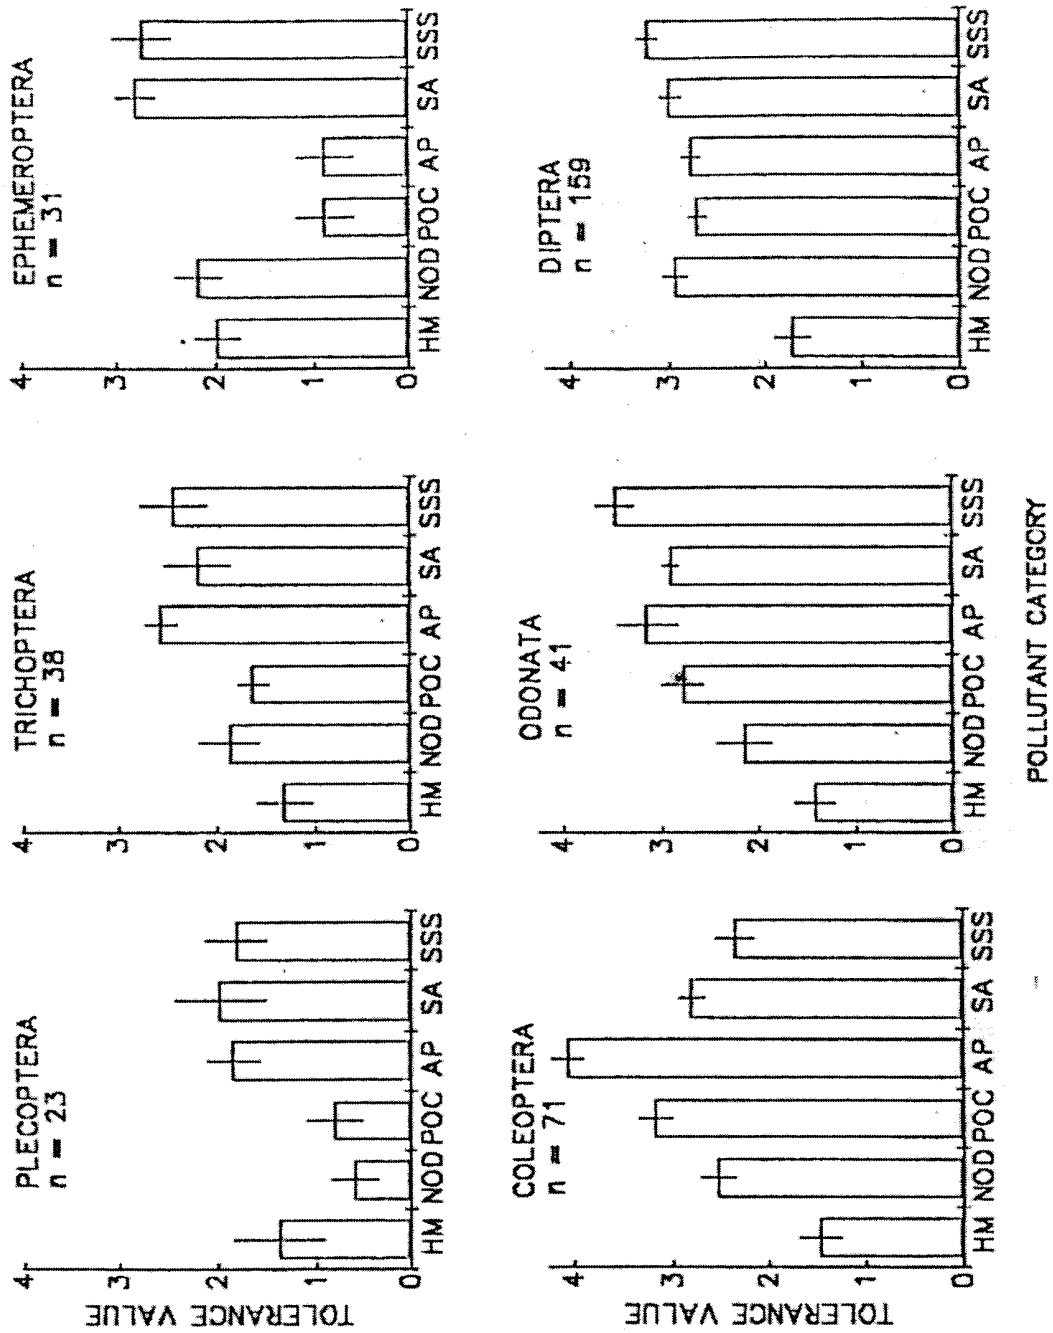 PLECOPTERA
n = 23
TOLERANCE VALUE
4
3
2
1
0
HM NOD POC AP SA SSS
TRICHOPTERA
n = 38
4
3
2
1
0
HM NOD POC AP SA SSS
EPHEMEROPTERA
n = 31
4
3
2
1
0
HM NOD POC AP SA SSS
COLEOPTERA
n = 71
TOLERANCE VALUE
4
3
2
1
0
HM NOD POC AP SA SSS
ODONATA
n = 41
4
3
2
1
0
HM NOD POC AP SA SSS
DIPTERA
n = 159
4
3
2
1
0
HM NOD POC AP SA SSS
POLLUTANT CATEGORY